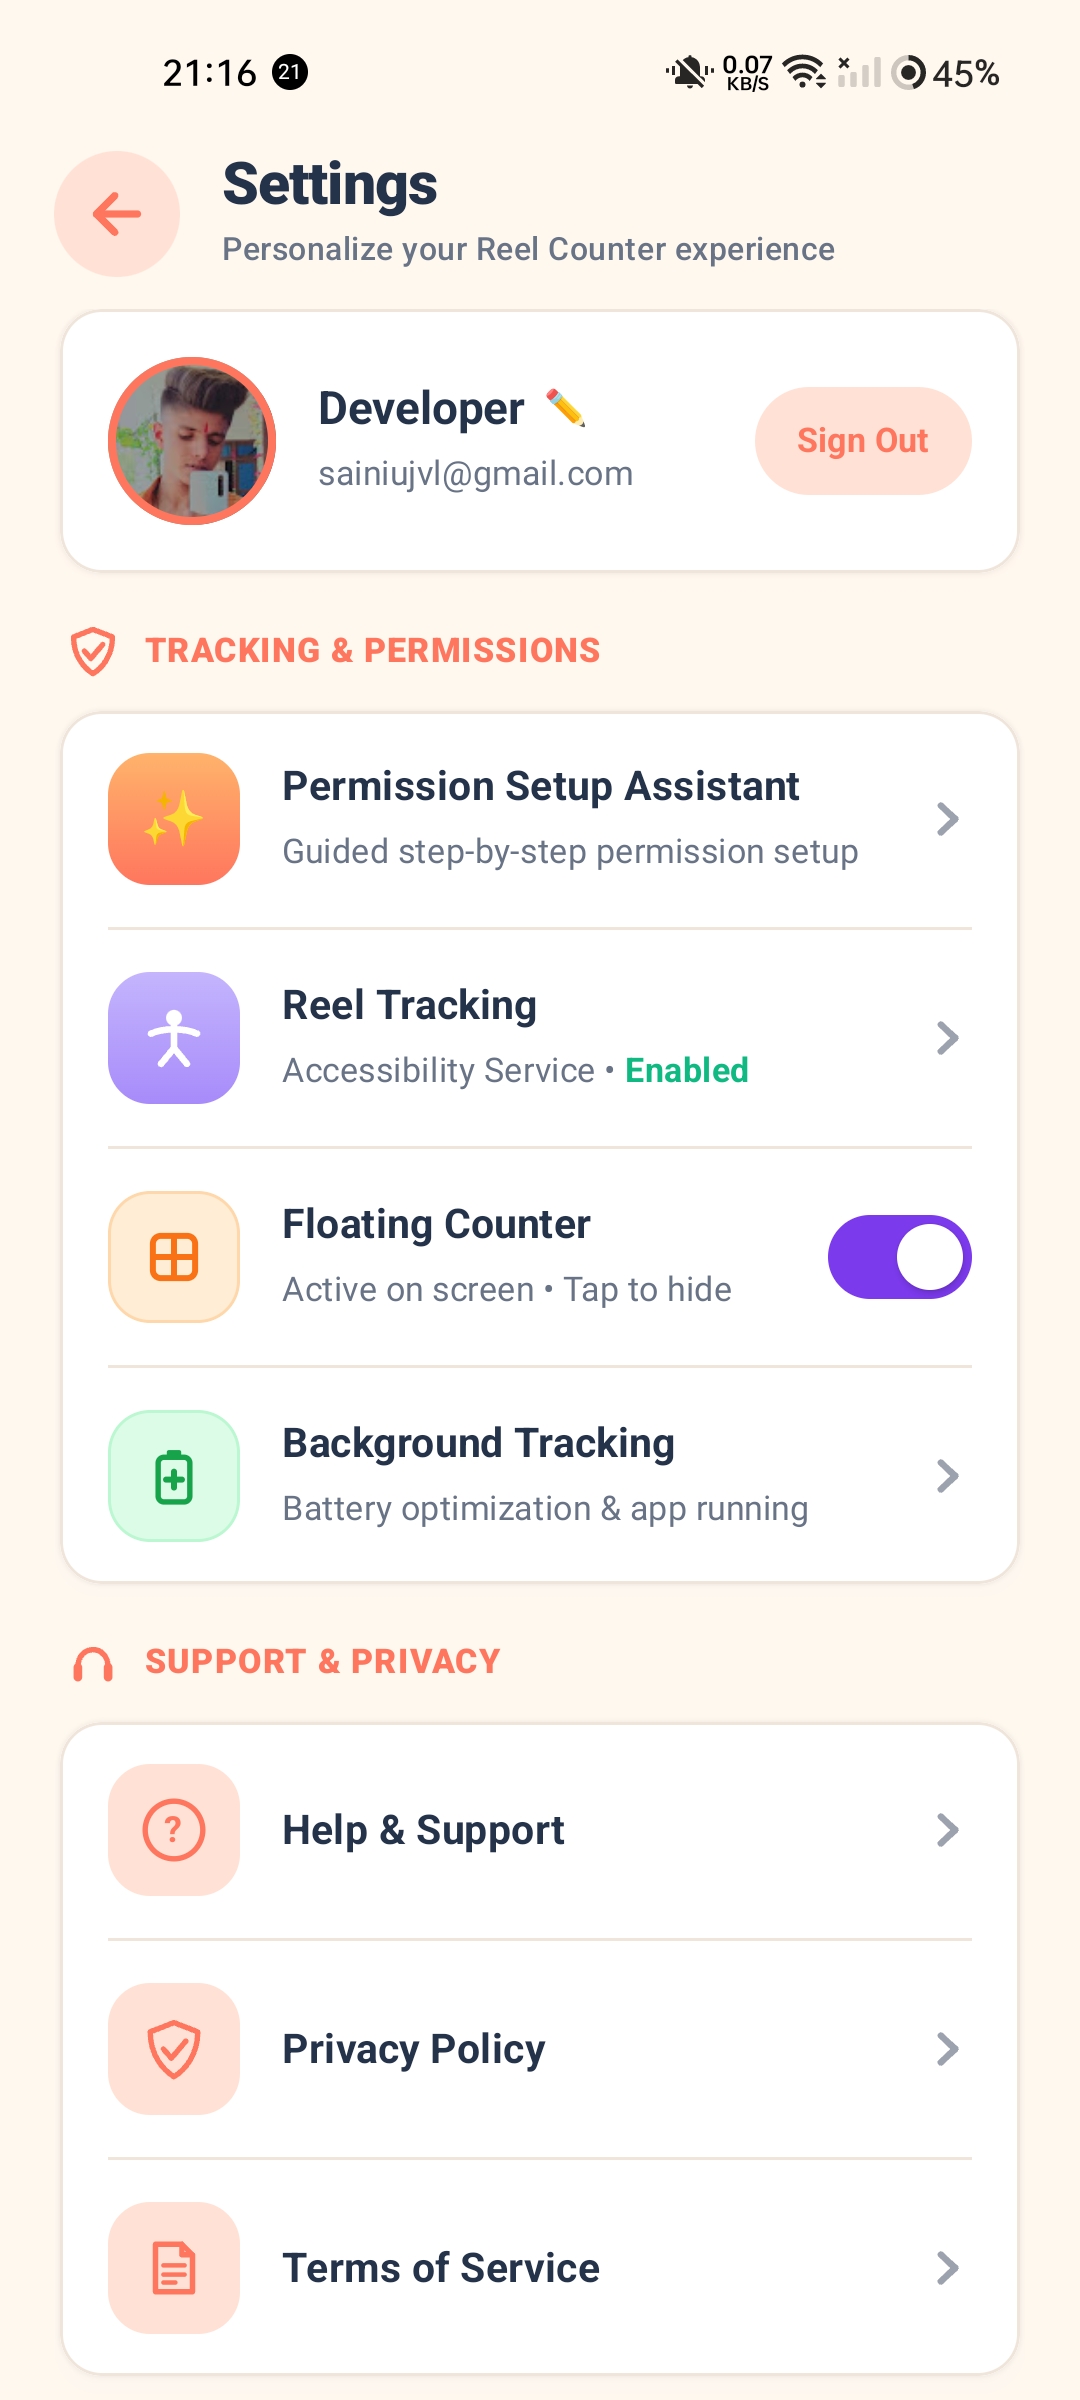 21:16 21 0.07 KB/S 45%
Settings
Personalize your Reel Counter experience
Developer ✏️
sainiujvl@gmail.com
Sign Out
TRACKING & PERMISSIONS
Permission Setup Assistant
Guided step-by-step permission setup
Reel Tracking
Accessibility Service • Enabled
Floating Counter
Active on screen • Tap to hide
Background Tracking
Battery optimization & app running
SUPPORT & PRIVACY
? Help & Support
Privacy Policy
Terms of Service